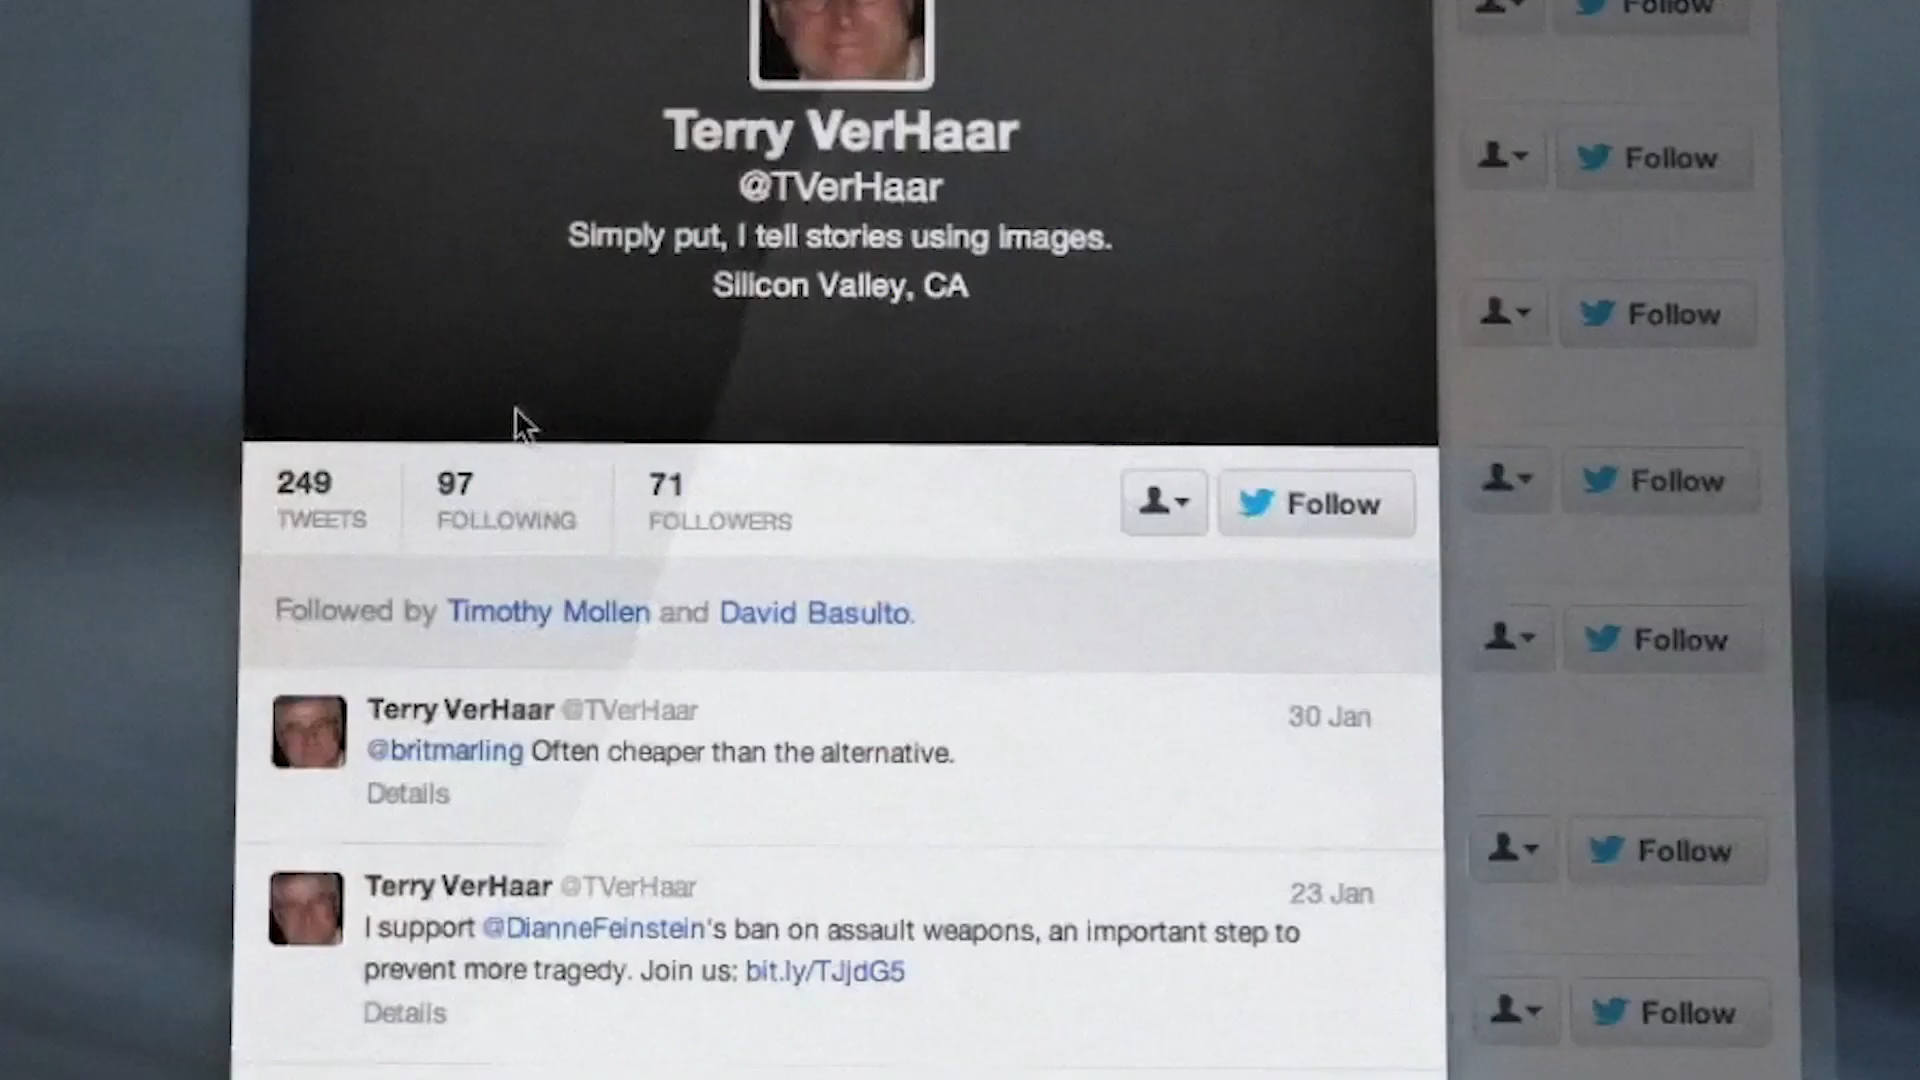 Follow
Terry VerHaar
@TVerHaar
Simply put, I tell stories using images.
Silicon Valley, CA
Follow
Follow
249
TWEETS
97
FOLLOWING
71
FOLLOWERS
Follow
Follow
Followed by Timothy Mollen and David Basulto.
Follow
Terry VerHaar @TVerHaar 30 Jan
@britmarling Often cheaper than the alternative.
Details
Follow
Terry VerHaar @TVerHaar 23 Jan
I support @DianneFeinstein's ban on assault weapons, an important step to
prevent more tragedy. Join us: bit.ly/TJjdG5
Details
Follow